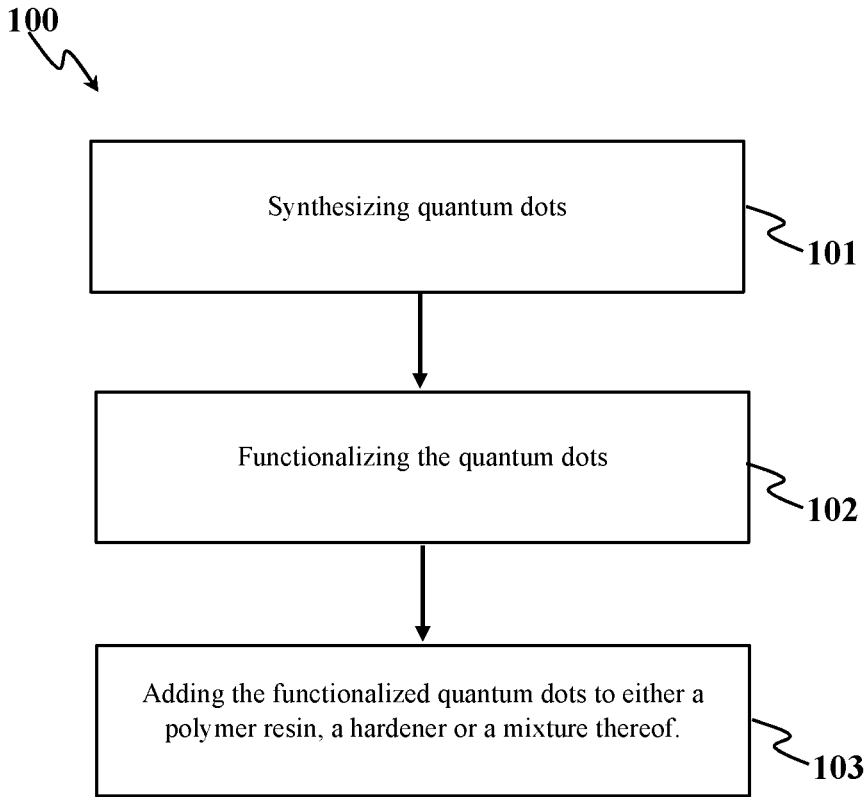 100
Synthesizing quantum dots
101
Functionalizing the quantum dots
102
Adding the functionalized quantum dots to either a
polymer resin, a hardener or a mixture thereof.
103